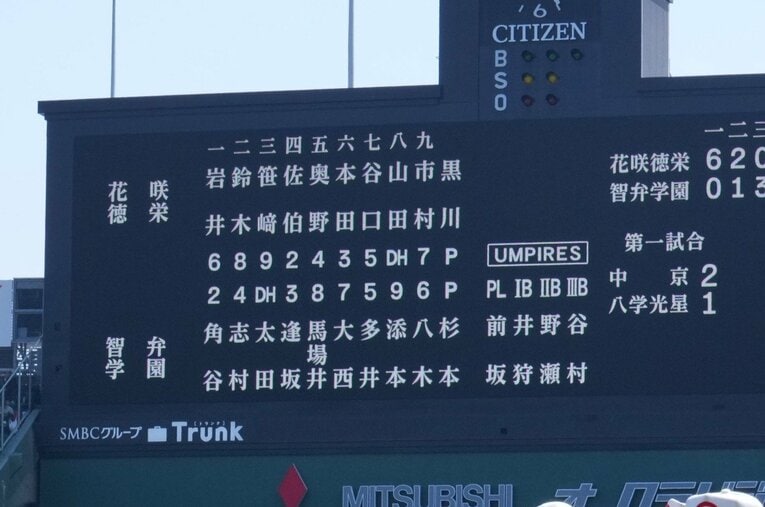 CITIZEN
B
S
O
一 二 三 四 五 六 七 八 九
花咲徳栄
岩井 鈴木 笹﨑 佐伯 奥野 本田 谷口 山田 市村 黒川
6 8 9 2 4 3 5 DH 7 P
2 4 DH 3 8 7 5 9 6 P
智弁学園
角谷 志村 太田 逢坂 馬場井 大西 多井 添本 八木 杉本
UMPIRES
PL IB IIB IIIB
前坂 井狩 野瀬 谷村
一 二 三
花咲徳栄 6 2 0
智弁学園 0 1 3
第一試合
中京 2
八学光星 1
SMBCグループ Trunk
MITSUBISHI